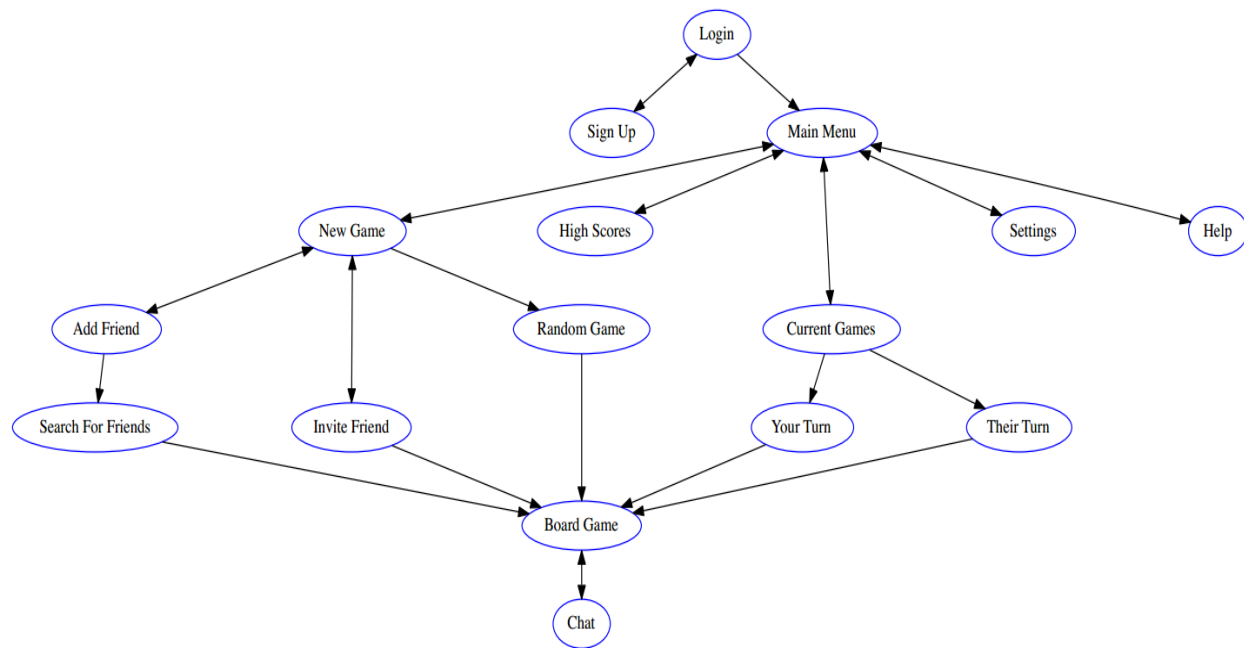 Login
Sign Up
Main Menu
New Game
High Scores
Settings
Help
Add Friend
Random Game
Current Games
Search For Friends
Invite Friend
Your Turn
Their Turn
Board Game
Chat